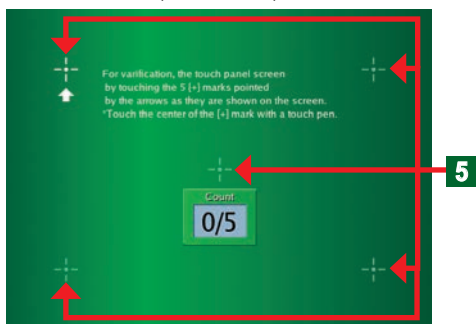 For varification, the touch panel screen
by touching the 5 [+] marks pointed
by the arrows as they are shown on the screen.
*Touch the center of the [+] mark with a touch pen.
5
Count
0/5